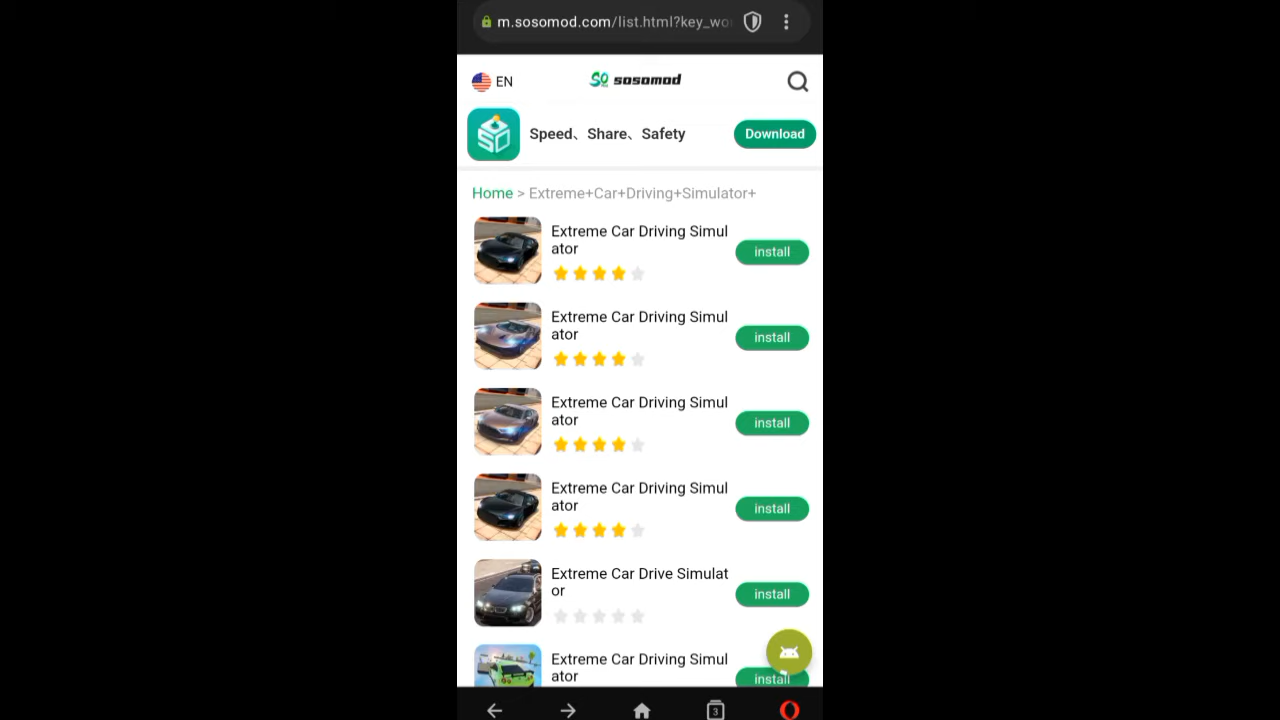 m.sosomod.com/list.html?key_wo
EN
SO sosomod
Speed、Share、Safety
Download
SO
Home > Extreme+Car+Driving+Simulator+
Extreme Car Driving Simul
ator
install
Extreme Car Driving Simul
ator
install
Extreme Car Driving Simul
ator
install
Extreme Car Driving Simul
ator
install
Extreme Car Drive Simulat
or
install
Extreme Car Driving Simul
ator
install
3